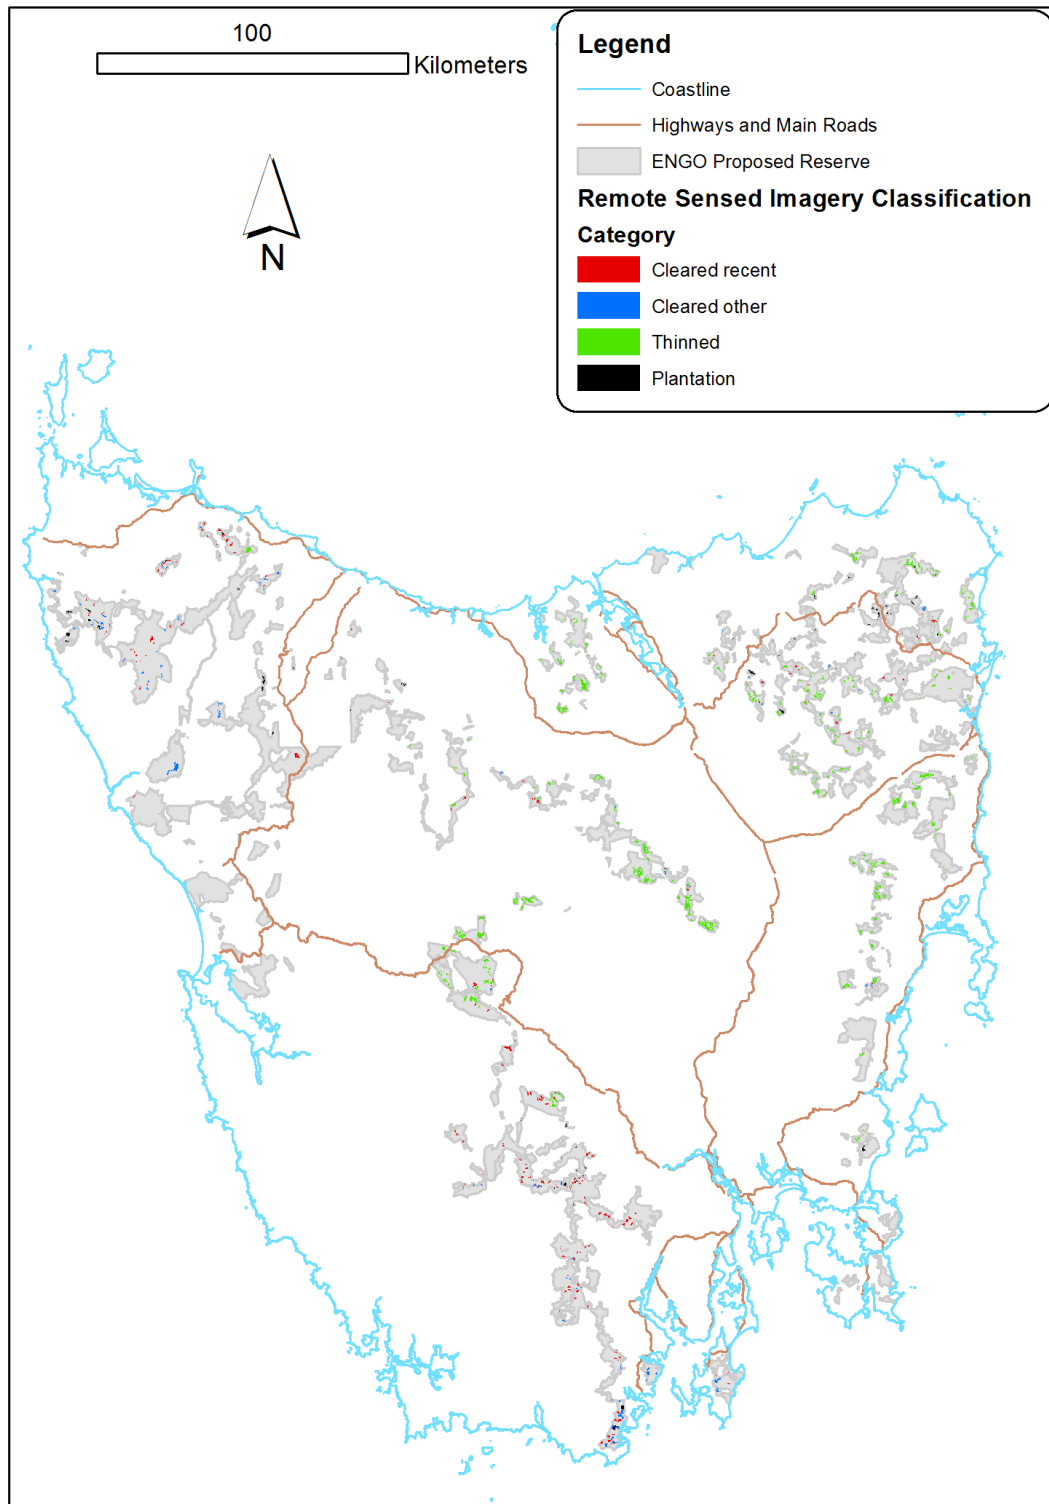 100
Kilometers
N
Legend
Coastline
Highways and Main Roads
ENGO Proposed Reserve
Remote Sensed Imagery Classification
Category
Cleared recent
Cleared other
Thinned
Plantation